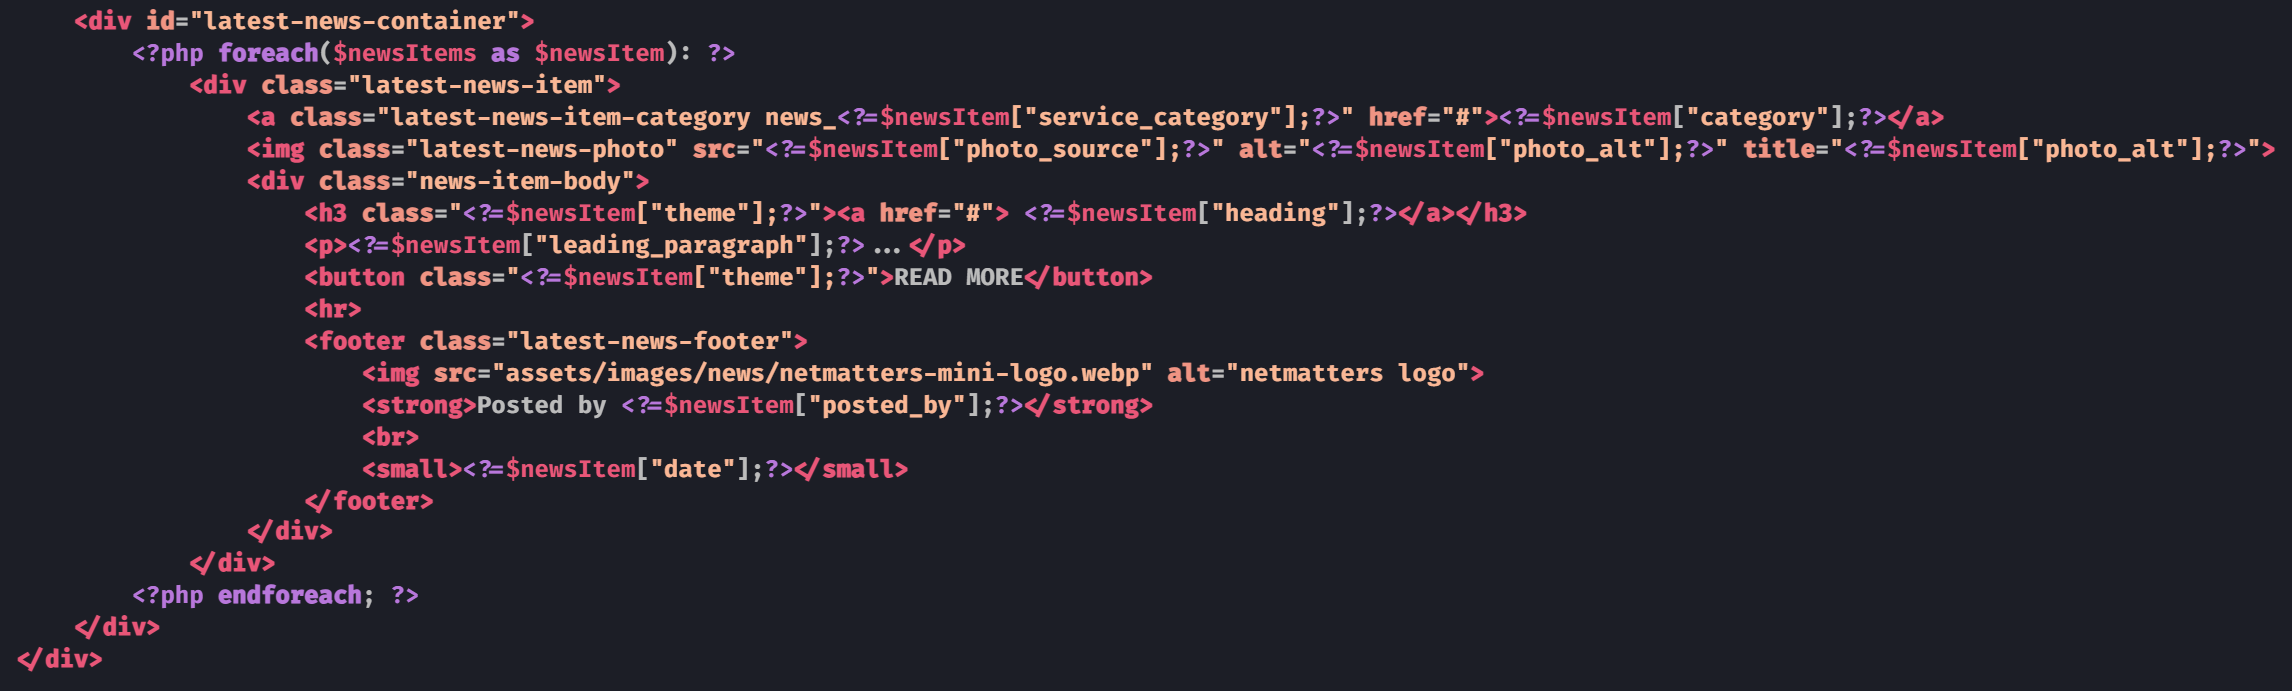 <div id="latest-news-container">
<?php foreach($newsItems as $newsItem): ?>
<div class="latest-news-item">
<a class="latest-news-item-category news_<?=$newsItem["service_category"];?>" href="#"><?=$newsItem["category"];?></a>
<img class="latest-news-photo" src="<?=$newsItem["photo_source"];?>" alt="<?=$newsItem["photo_alt"];?>" title="<?=$newsItem["photo_alt"];?>">
<div class="news-item-body">
<h3 class="<?=$newsItem["theme"];?>"><a href="#"> <?=$newsItem["heading"];?></a></h3>
<p><?=$newsItem["leading_paragraph"];?>...</p>
<button class="<?=$newsItem["theme"];?>">READ MORE</button>
<hr>
<footer class="latest-news-footer">
<img src="assets/images/news/netmatters-mini-logo.webp" alt="netmatters logo">
<strong>Posted by <?=$newsItem["posted_by"];?></strong>
<br>
<small><?=$newsItem["date"];?></small>
</footer>
</div>
</div>
<?php endforeach; ?>
</div>
</div>